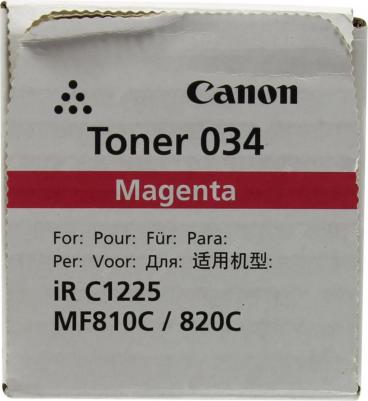 Canon
Toner 034
Magenta
For: Pour: Für: Para:
Per: Voor: Для: 适用机型:
iR C1225
MF810C / 820C